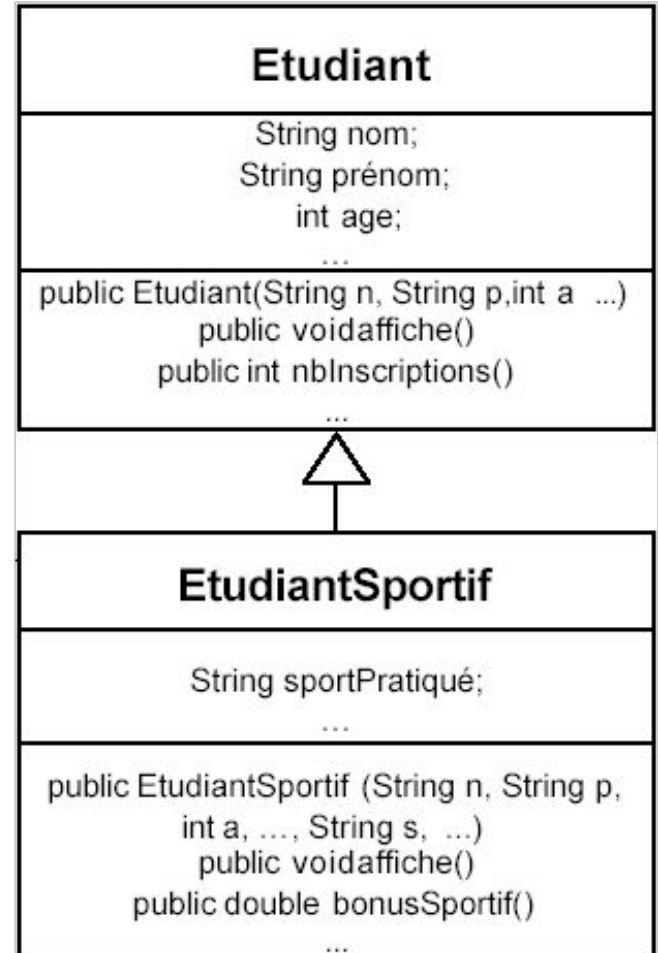 Etudiant
String nom;
String prénom;
int age;
...
public Etudiant(String n, String p,int a ...)
public voidaffiche()
public int nbInscriptions()
...
EtudiantSportif
String sportPratiqué;
...
public EtudiantSportif (String n, String p,
int a, ..., String s, ...)
public voidaffiche()
public double bonusSportif()
...